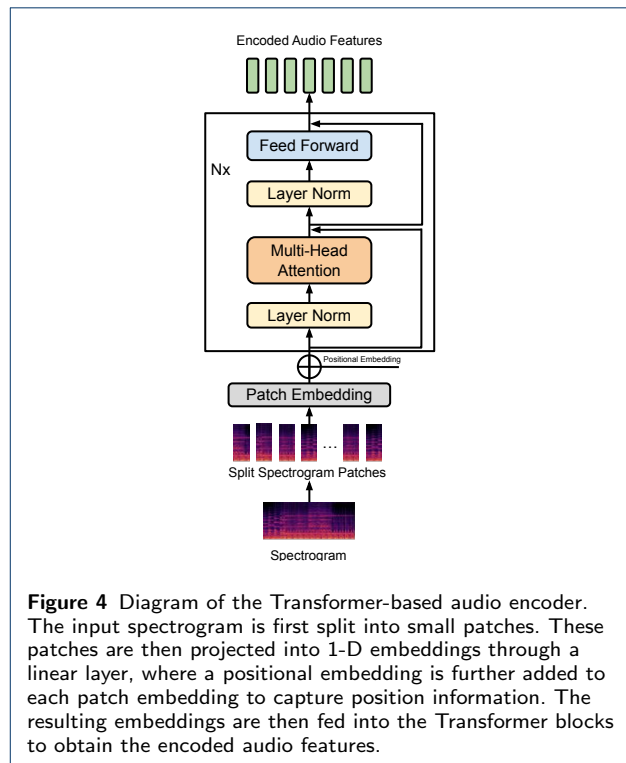 Encoded Audio Features
Feed Forward
Nx
Layer Norm
Multi-Head
Attention
Layer Norm
Positional Embedding
Patch Embedding
...
Split Spectrogram Patches
Spectrogram
Figure 4 Diagram of the Transformer-based audio encoder.
The input spectrogram is first split into small patches. These
patches are then projected into 1-D embeddings through a
linear layer, where a positional embedding is further added to
each patch embedding to capture position information. The
resulting embeddings are then fed into the Transformer blocks
to obtain the encoded audio features.